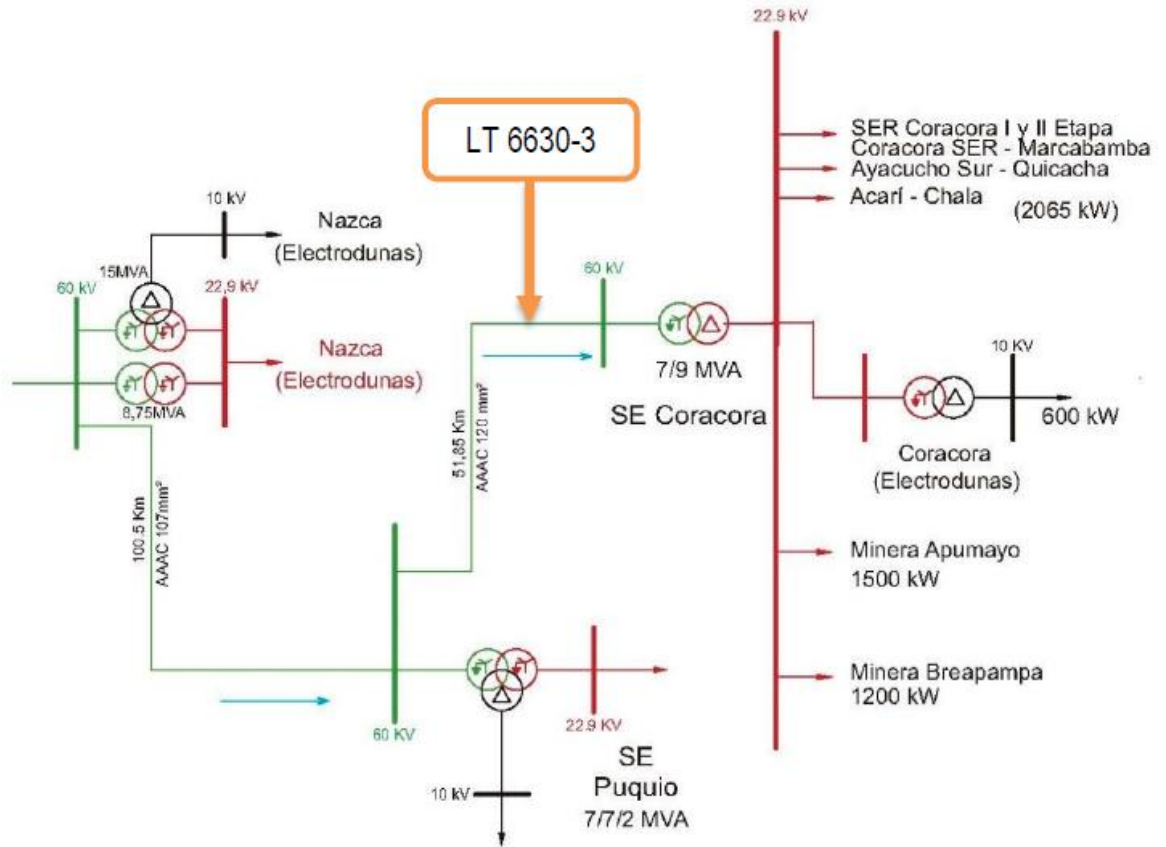 22.9 kV
LT 6630-3
SER Coracora I y II Etapa
Coracora SER - Marcabamba
Ayacucho Sur - Quicacha
Acarí - Chala
(2065 kW)
10 kV
Nazca
(Electrodunas)
15MVA
60 kV
22,9 kV
Nazca
(Electrodunas)
8,75MVA
60 kV
7/9 MVA
SE Coracora
10 KV
600 kW
Coracora
(Electrodunas)
51,85 Km
AAAC 120 mm²
100.5 Km
AAAC 107mm²
Minera Apumayo
1500 kW
Minera Breapampa
1200 kW
60 KV
22.9 KV
SE
Puquio
7/7/2 MVA
10 kV